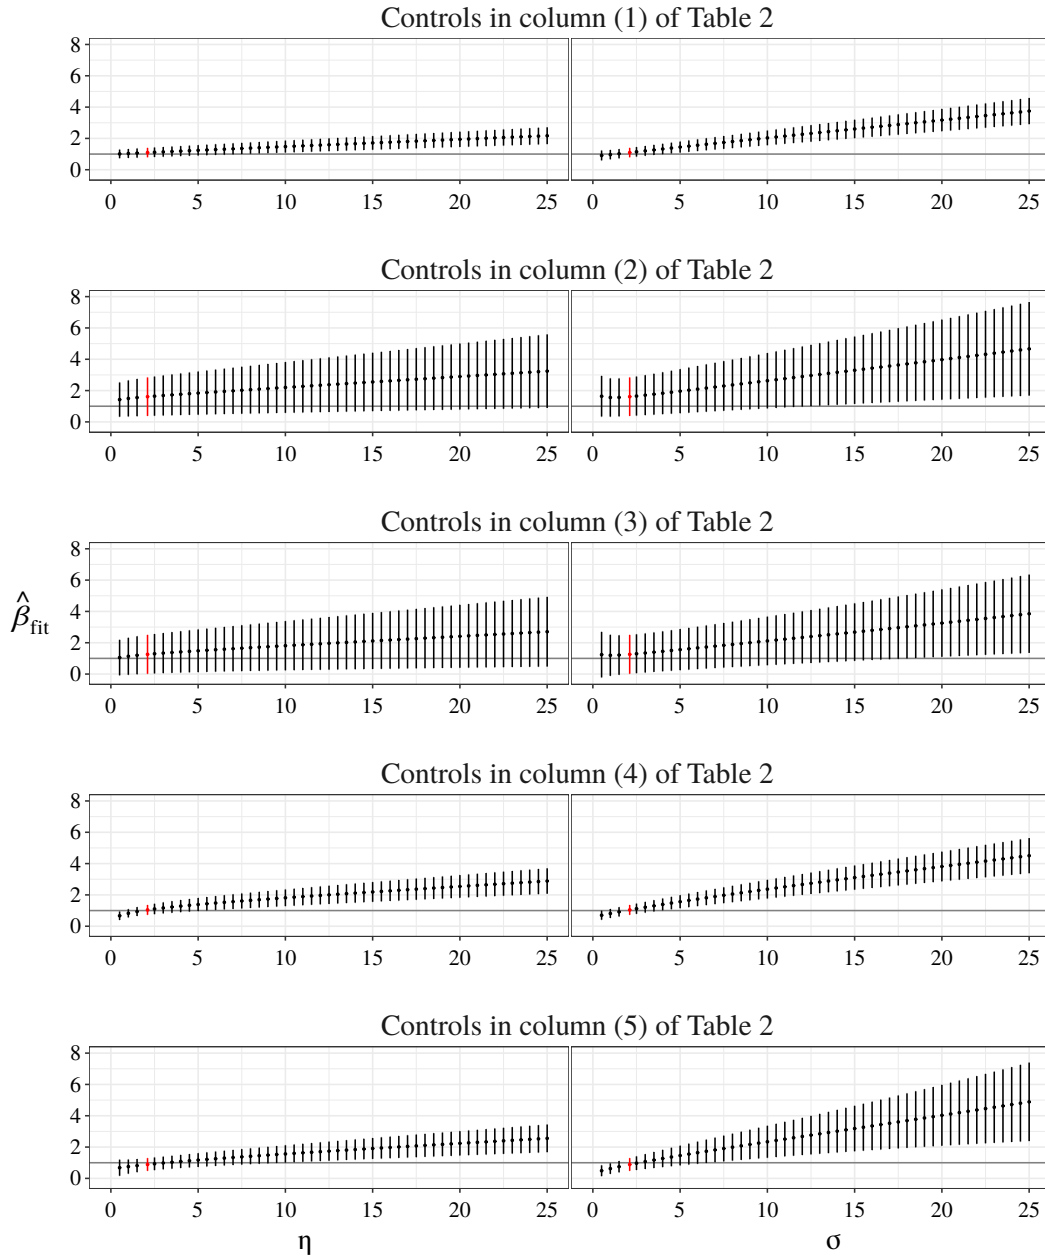 Controls in column (1) of Table 2
8
6
4
2
0
0 5 10 15 20 25 0 5 10 15 20 25
Controls in column (2) of Table 2
8
6
4
2
0
0 5 10 15 20 25 0 5 10 15 20 25
Controls in column (3) of Table 2
8
6
4
2
0
β̂fit
0 5 10 15 20 25 0 5 10 15 20 25
Controls in column (4) of Table 2
8
6
4
2
0
0 5 10 15 20 25 0 5 10 15 20 25
Controls in column (5) of Table 2
8
6
4
2
0
0 5 10 15 20 25 0 5 10 15 20 25
η σ